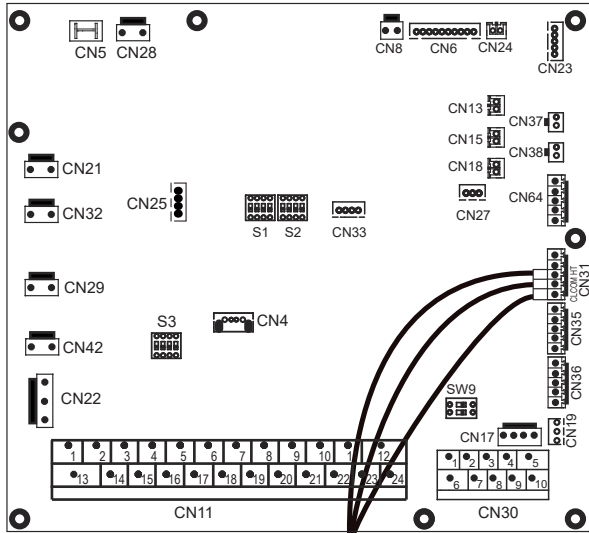 CN5
CN28
CN8
CN6
CN24
CN23
CN13
CN37
CN15
CN38
CN18
CN21
CN64
CN25
CN27
CN32
S1
S2
CN33
CLCOM HT
CN31
CN29
CN4
S3
CN35
CN42
CN36
SW9
CN22
CN17
CN19
1 2 3 4 5 6 7 8 9 10 1 12
13 14 15 16 17 18 19 20 21 22 23 24
1 2 3 4 5
6 7 8 9 10
CN11
CN30